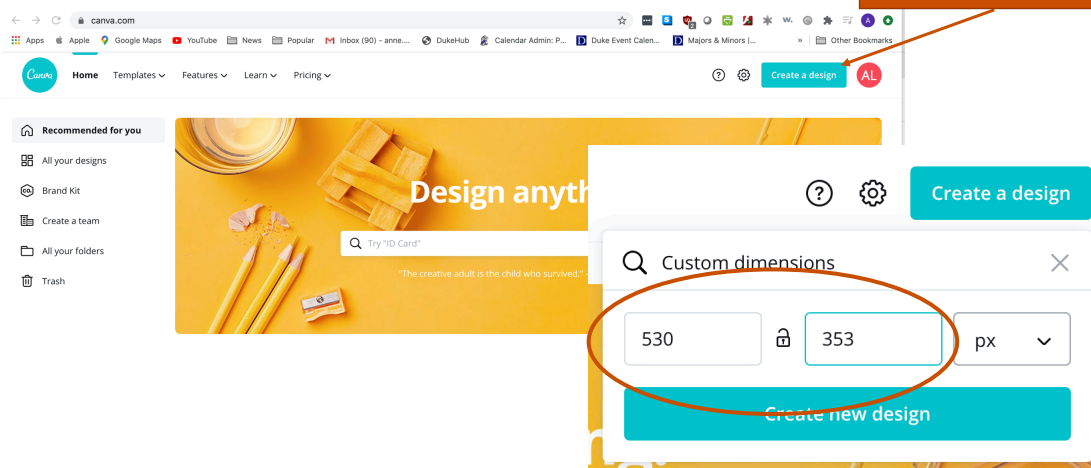 canva.com
Apps Apple Google Maps YouTube News Popular Inbox (90) - anne.... DukeHub Calendar Admin: P... Duke Event Calen... Majors & Minors |... » Other Bookmarks
Canva Home Templates Features Learn Pricing Create a design AL
Recommended for you
All your designs
Brand Kit
Create a team
All your folders
Trash
Design anyth
Try "ID Card"
"The creative adult is the child who survived."
Create a design
Custom dimensions
530 353 px
Create new design